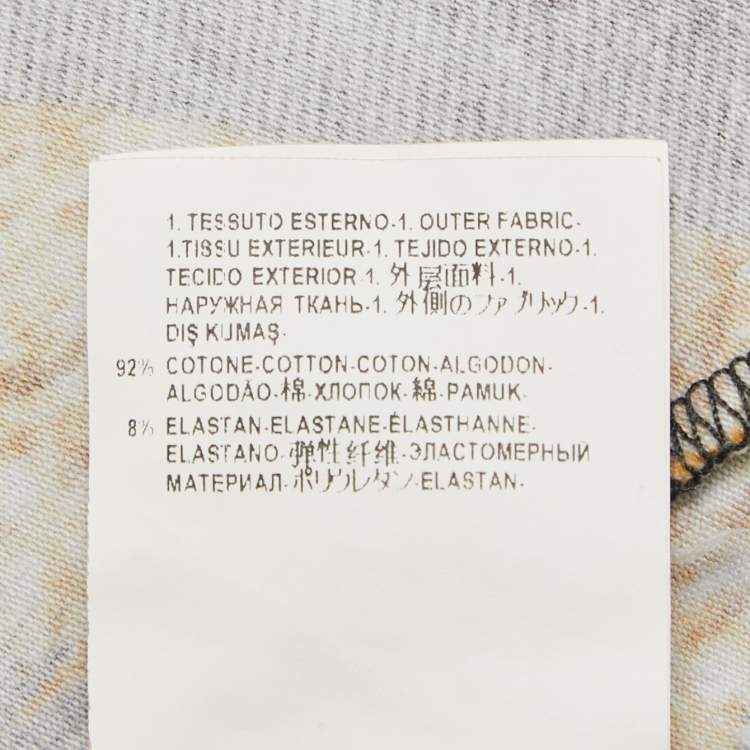 1. TESSUTO ESTERNO-1. OUTER FABRIC-
1.TISSU EXTERIEUR-1. TEJIDO EXTERNO-1.
TECIDO EXTERIOR-1. 外层面料-1.
НАРУЖНАЯ ТКАНЬ-1. 外側のファブリック-1.
DIŞ KUMAŞ-
92% COTONE-COTTON-COTON-ALGODON-
ALGODÃO-棉-ХЛОПОК-綿-PAMUK-
8% ELASTAN-ELASTANE-ÉLASTHANNE-
ELASTANO-弹性纤维-ЭЛАСТОМЕРНЫЙ
МАТЕРИАЛ-ポリウレタン-ELASTAN-